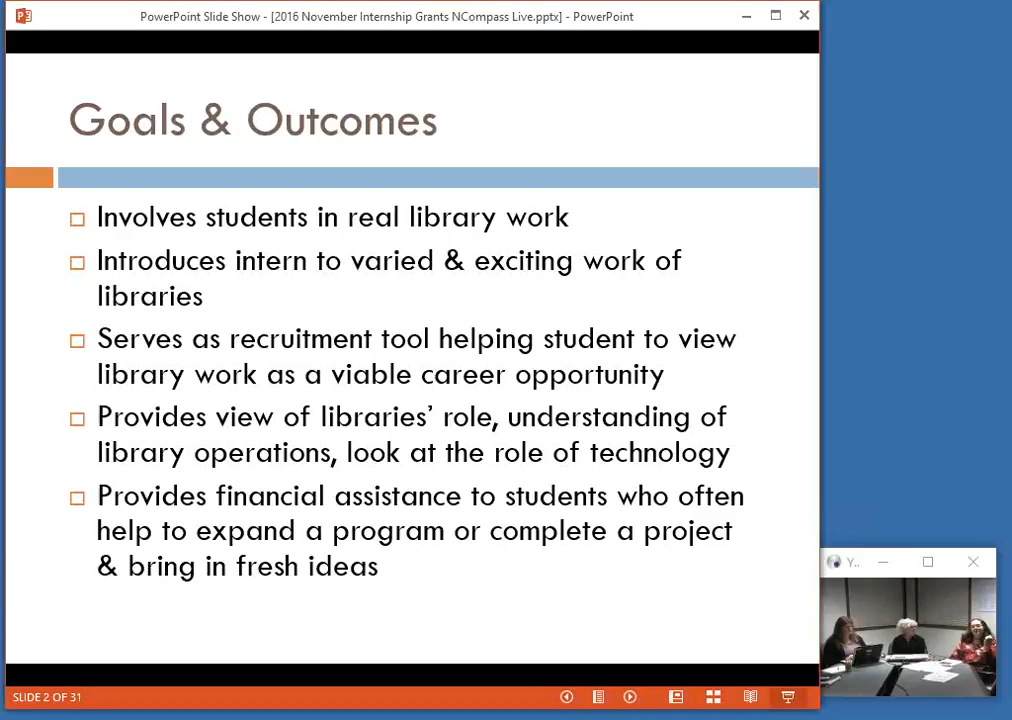 PowerPoint Slide Show - [2016 November Internship Grants NCompass Live.pptx] - PowerPoint
Goals & Outcomes
Involves students in real library work
Introduces intern to varied & exciting work of
libraries
Serves as recruitment tool helping student to view
library work as a viable career opportunity
Provides view of libraries’ role, understanding of
library operations, look at the role of technology
Provides financial assistance to students who often
help to expand a program or complete a project
& bring in fresh ideas
Y..
SLIDE 2 OF 31